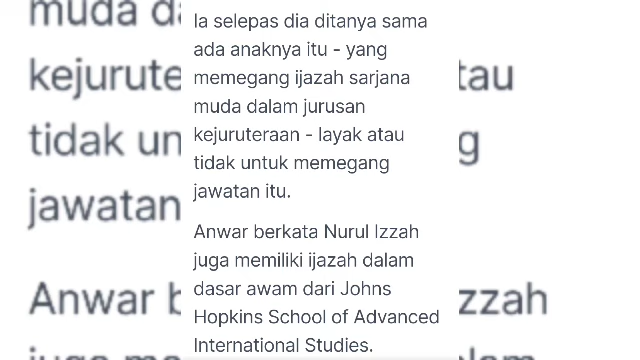 Ia selepas dia ditanya sama
ada anaknya itu - yang
memegang ijazah sarjana
muda dalam jurusan
kejuruteraan - layak atau
tidak untuk memegang
jawatan itu.
Anwar berkata Nurul Izzah
juga memiliki ijazah dalam
dasar awam dari Johns
Hopkins School of Advanced
International Studies.